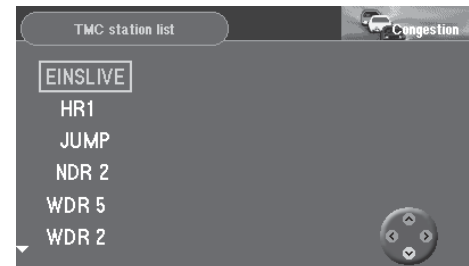 TMC station list
Congestion
EINSLIVE
HR1
JUMP
NDR 2
WDR 5
WDR 2